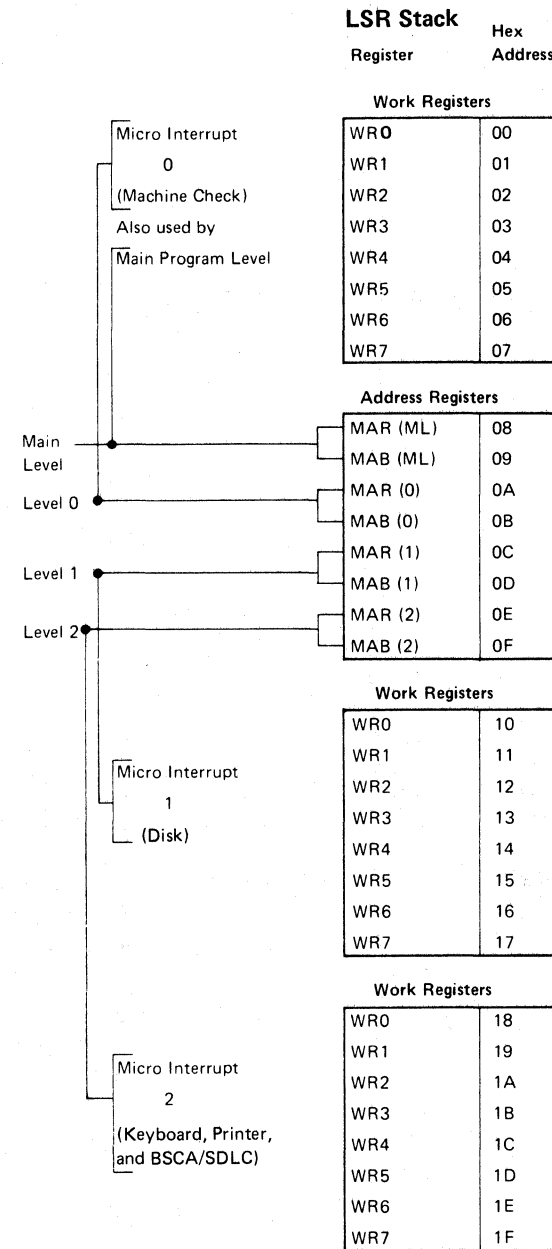 LSR Stack
Register Hex Address
Work Registers
Micro Interrupt
0
(Machine Check)
Also used by
Main Program Level
WR0 00
WR1 01
WR2 02
WR3 03
WR4 04
WR5 05
WR6 06
WR7 07
Address Registers
Main Level
Level 0
Level 1
Level 2
MAR (ML) 08
MAB (ML) 09
MAR (0) 0A
MAB (0) 0B
MAR (1) 0C
MAB (1) 0D
MAR (2) 0E
MAB (2) 0F
Work Registers
Micro Interrupt
1
(Disk)
WR0 10
WR1 11
WR2 12
WR3 13
WR4 14
WR5 15
WR6 16
WR7 17
Work Registers
Micro Interrupt
2
(Keyboard, Printer,
and BSCA/SDLC)
WR0 18
WR1 19
WR2 1A
WR3 1B
WR4 1C
WR5 1D
WR6 1E
WR7 1F